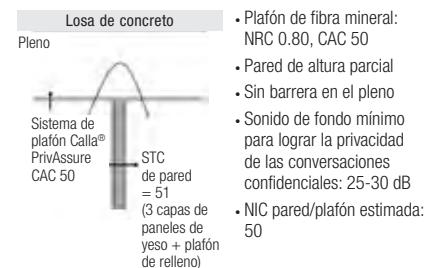 Losa de concreto
Pleno
Sistema de
plafón Calla®
PrivAssure
CAC 50
STC
de pared
= 51
(3 capas de
paneles de
yeso + plafón
de relleno)
• Plafón de fibra mineral:
NRC 0.80, CAC 50
• Pared de altura parcial
• Sin barrera en el pleno
• Sonido de fondo mínimo
para lograr la privacidad
de las conversaciones
confidenciales: 25-30 dB
• NIC pared/plafón estimada:
50